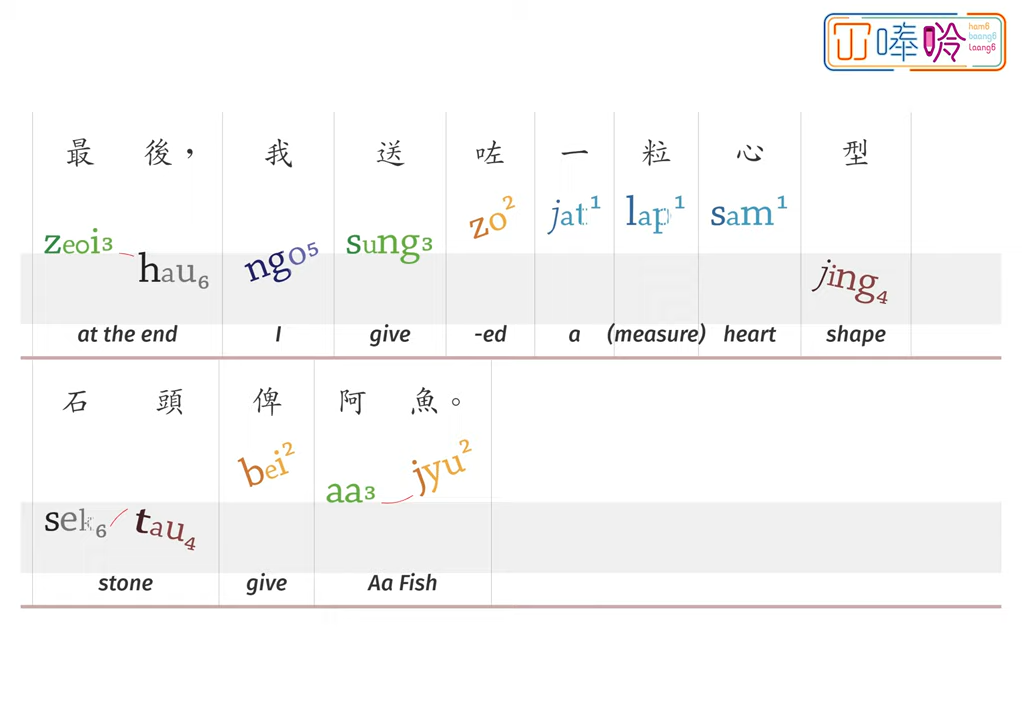 冚唪唥 ham6 baang6 laang6
最後，我送咗一粒心型
zeoi3 hau6 ngo5 sung3 zo2 jat1 lap1 sam1 jing4
at the end I give -ed a (measure) heart shape
石頭俾阿魚。
sek6 tau4 bei2 aa3 jyu2
stone give Aa Fish